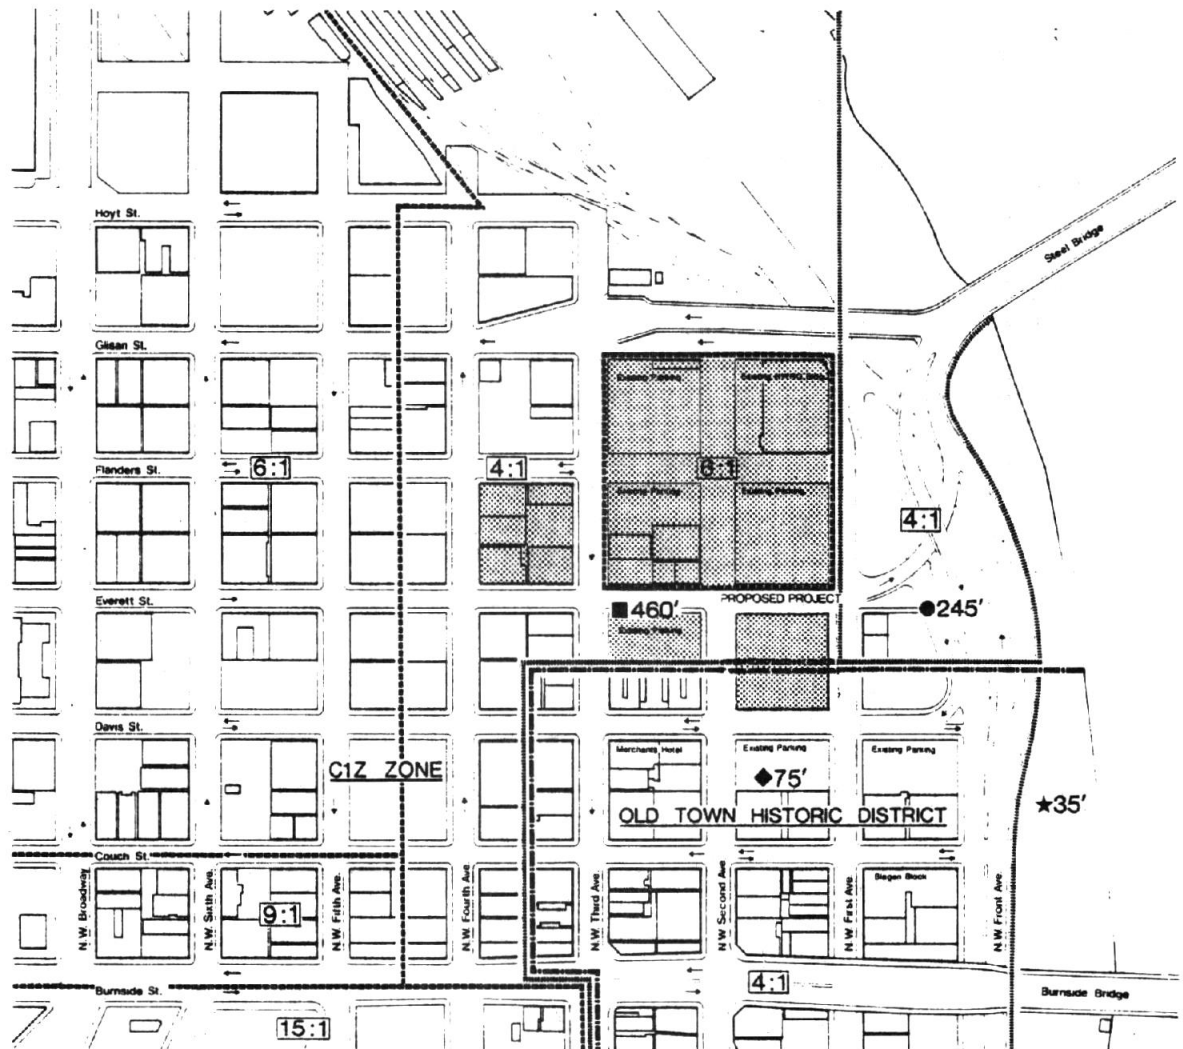 Hoyt St.
Steel Bridge
Glisan St.
Existing Parking
Flanders St.
6:1
4:1
6:1
Existing Parking
Existing Parking
4:1
Everett St.
460'
PROPOSED PROJECT
245'
Existing Parking
Davis St.
Merchants Hotel
Existing Parking
Existing Parking
C1Z ZONE
75'
35'
OLD TOWN HISTORIC DISTRICT
Couch St.
N.W. Broadway
N.W. Sixth Ave.
N.W. Fifth Ave.
N.W. Fourth Ave.
N.W. Third Ave.
N.W. Second Ave.
N.W. First Ave.
N.W. Front Ave.
Blagen Block
9:1
4:1
Burnside St.
Burnside Bridge
15:1